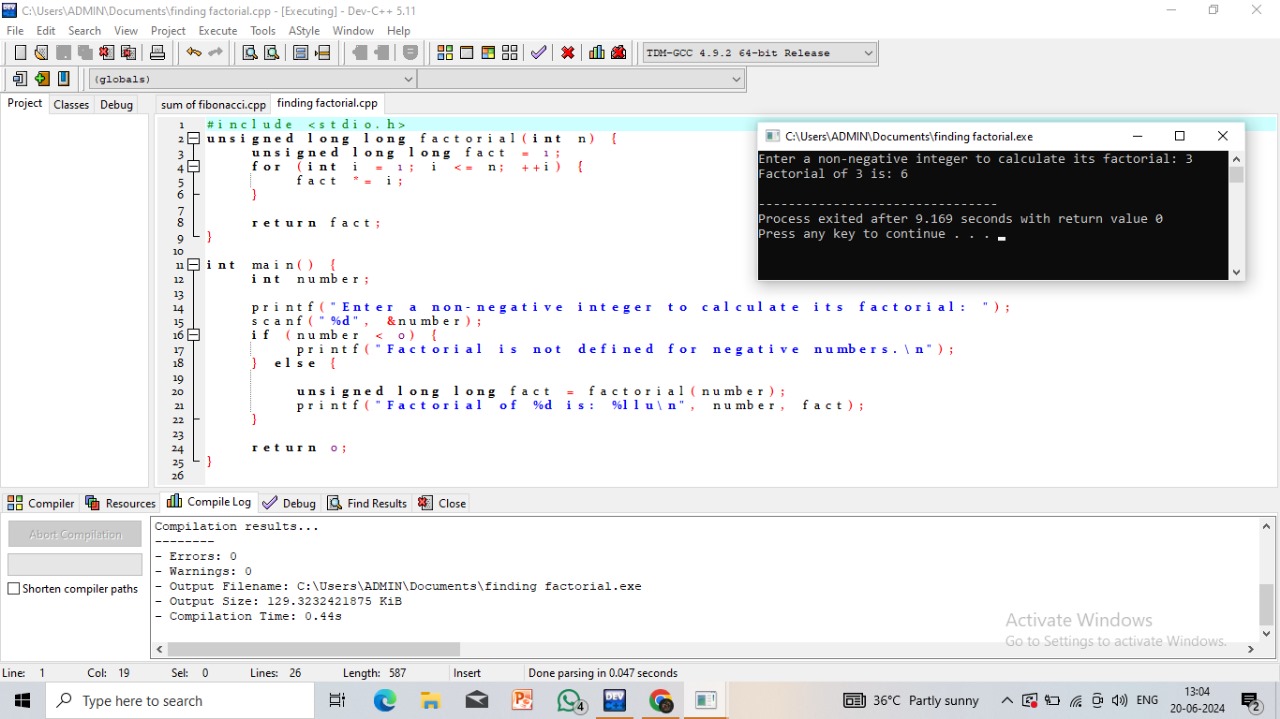 C:\Users\ADMIN\Documents\finding factorial.cpp - [Executing] - Dev-C++ 5.11
File Edit Search View Project Execute Tools AStyle Window Help
TDM-GCC 4.9.2 64-bit Release
(globals)
Project Classes Debug
sum of fibonacci.cpp finding factorial.cpp
1 #include <stdio.h>
2 unsigned long long factorial(int n) {
3 unsigned long long fact = 1;
4 for (int i = 1; i <= n; ++i) {
5 fact *= i;
6 }
7
8 return fact;
9 }
10
11 int main() {
12 int number;
13
14 printf("Enter a non-negative integer to calculate its factorial: ");
15 scanf("%d", &number);
16 if (number < 0) {
17 printf("Factorial is not defined for negative numbers.\n");
18 } else {
19
20 unsigned long long fact = factorial(number);
21 printf("Factorial of %d is: %llu\n", number, fact);
22 }
23
24 return 0;
25 }
26
C:\Users\ADMIN\Documents\finding factorial.exe
Enter a non-negative integer to calculate its factorial: 3
Factorial of 3 is: 6
--------------------------------
Process exited after 9.169 seconds with return value 0
Press any key to continue . . .
Compiler Resources Compile Log Debug Find Results Close
Abort Compilation
Shorten compiler paths
Compilation results...
--------
- Errors: 0
- Warnings: 0
- Output Filename: C:\Users\ADMIN\Documents\finding factorial.exe
- Output Size: 129.3232421875 KiB
- Compilation Time: 0.44s
Activate Windows
Go to Settings to activate Windows.
Line: 1 Col: 19 Sel: 0 Lines: 26 Length: 587 Insert Done parsing in 0.047 seconds
Type here to search
DEV
4
36°C Partly sunny
ENG
13:04
20-06-2024
2